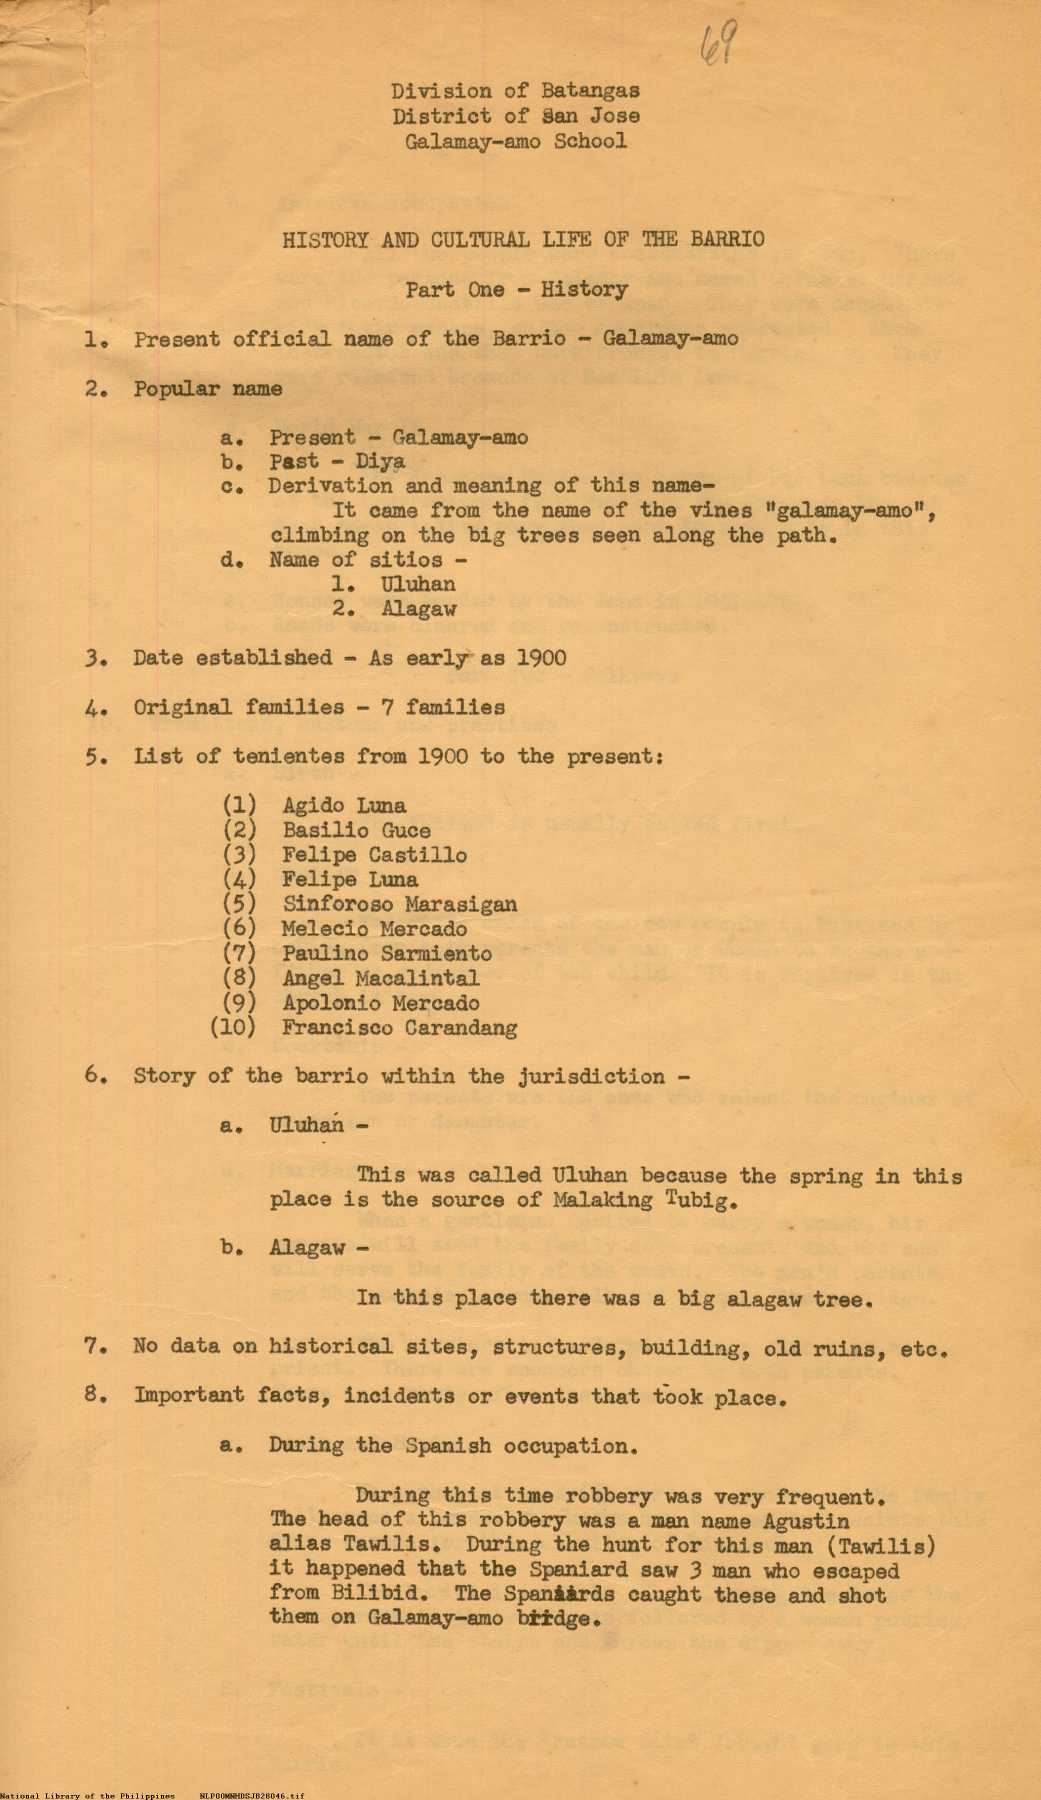 69
Division of Batangas
District of San Jose
Galamay-amo School
HISTORY AND CULTURAL LIFE OF THE BARRIO
Part One - History
1. Present official name of the Barrio - Galamay-amo
2. Popular name
a. Present - Galamay-amo
b. Past - Diya
c. Derivation and meaning of this name-
It came from the name of the vines "galamay-amo",
climbing on the big trees seen along the path.
d. Name of sitios -
1. Uluhan
2. Alagaw
3. Date established - As early as 1900
4. Original families - 7 families
5. List of tenientes from 1900 to the present:
(1) Agido Luna
(2) Basilio Guce
(3) Felipe Castillo
(4) Felipe Luna
(5) Sinforoso Marasigan
(6) Melecio Mercado
(7) Paulino Sarmiento
(8) Angel Macalintal
(9) Apolonio Mercado
(10) Francisco Carandang
6. Story of the barrio within the jurisdiction -
a. Uluhan -
This was called Uluhan because the spring in this
place is the source of Malaking Tubig.
b. Alagaw -
In this place there was a big alagaw tree.
7. No data on historical sites, structures, building, old ruins, etc.
8. Important facts, incidents or events that took place.
a. During the Spanish occupation.
During this time robbery was very frequent.
The head of this robbery was a man name Agustin
alias Tawilis. During the hunt for this man (Tawilis)
it happened that the Spaniard saw 3 man who escaped
from Bilibid. The Spaniards caught these and shot
them on Galamay-amo bridge.
National Library of the Philippines NLPOOMNHDSJB28046.tif